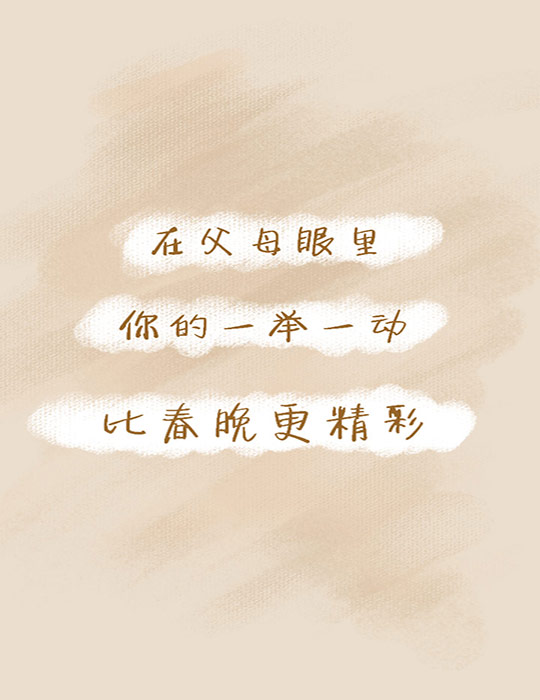 在父母眼里
你的一举一动
比春晚更精彩